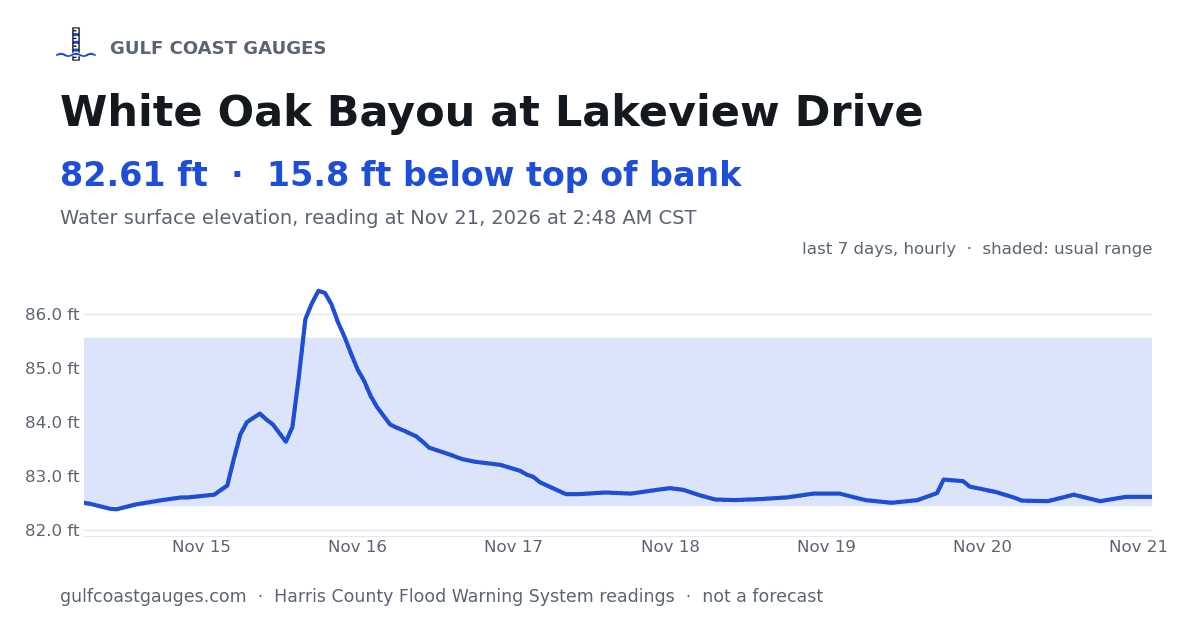 GULF COAST GAUGES
White Oak Bayou at Lakeview Drive
82.61 ft · 15.8 ft below top of bank
Water surface elevation, reading at Nov 21, 2026 at 2:48 AM CST
last 7 days, hourly · shaded: usual range
86.0 ft
85.0 ft
84.0 ft
83.0 ft
82.0 ft
Nov 15 Nov 16 Nov 17 Nov 18 Nov 19 Nov 20 Nov 21
gulfcoastgauges.com · Harris County Flood Warning System readings · not a forecast